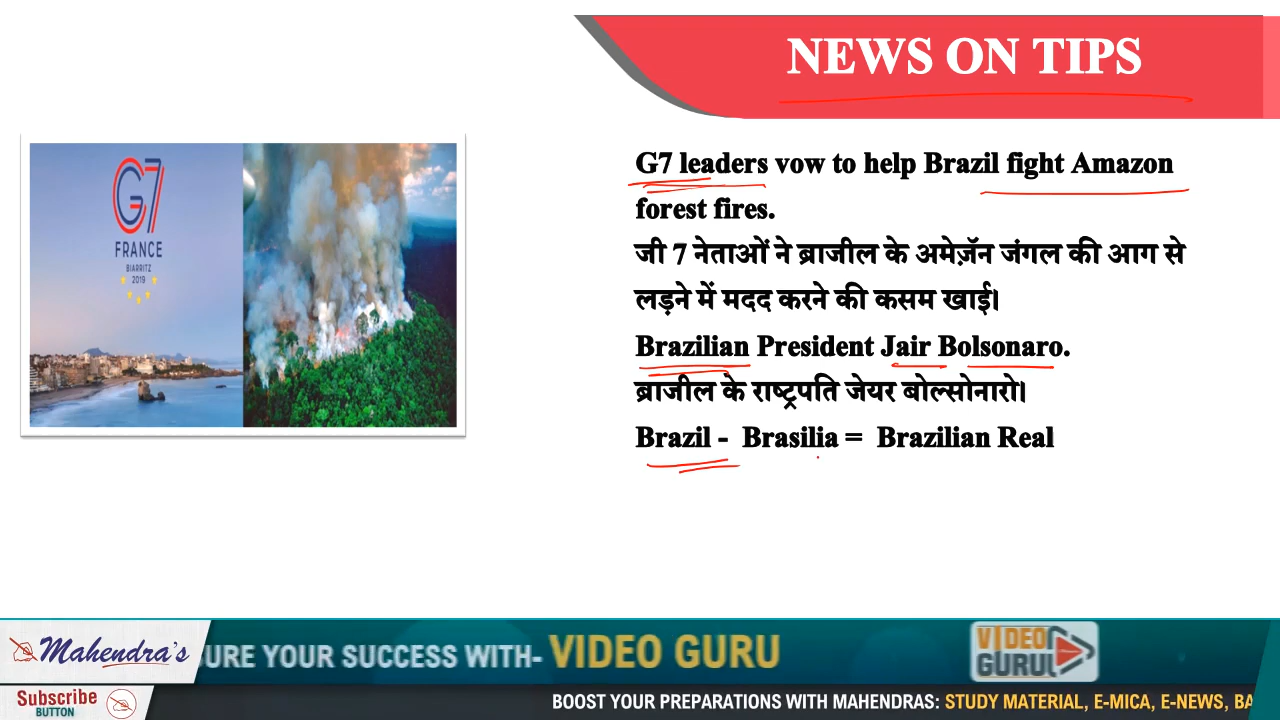 NEWS ON TIPS
G7
FRANCE
BIARRITZ
2019
G7 leaders vow to help Brazil fight Amazon
forest fires.
जी 7 नेताओं ने ब्राजील के अमेज़ॅन जंगल की आग से
लड़ने में मदद करने की कसम खाई।
Brazilian President Jair Bolsonaro.
ब्राजील के राष्ट्रपति जेयर बोल्सोनारो।
Brazil - Brasilia = Brazilian Real
Mahendra's
URE YOUR SUCCESS WITH- VIDEO GURU
VIDEO
GURU
Subscribe
BUTTON
BOOST YOUR PREPARATIONS WITH MAHENDRAS: STUDY MATERIAL, E-MICA, E-NEWS, BA